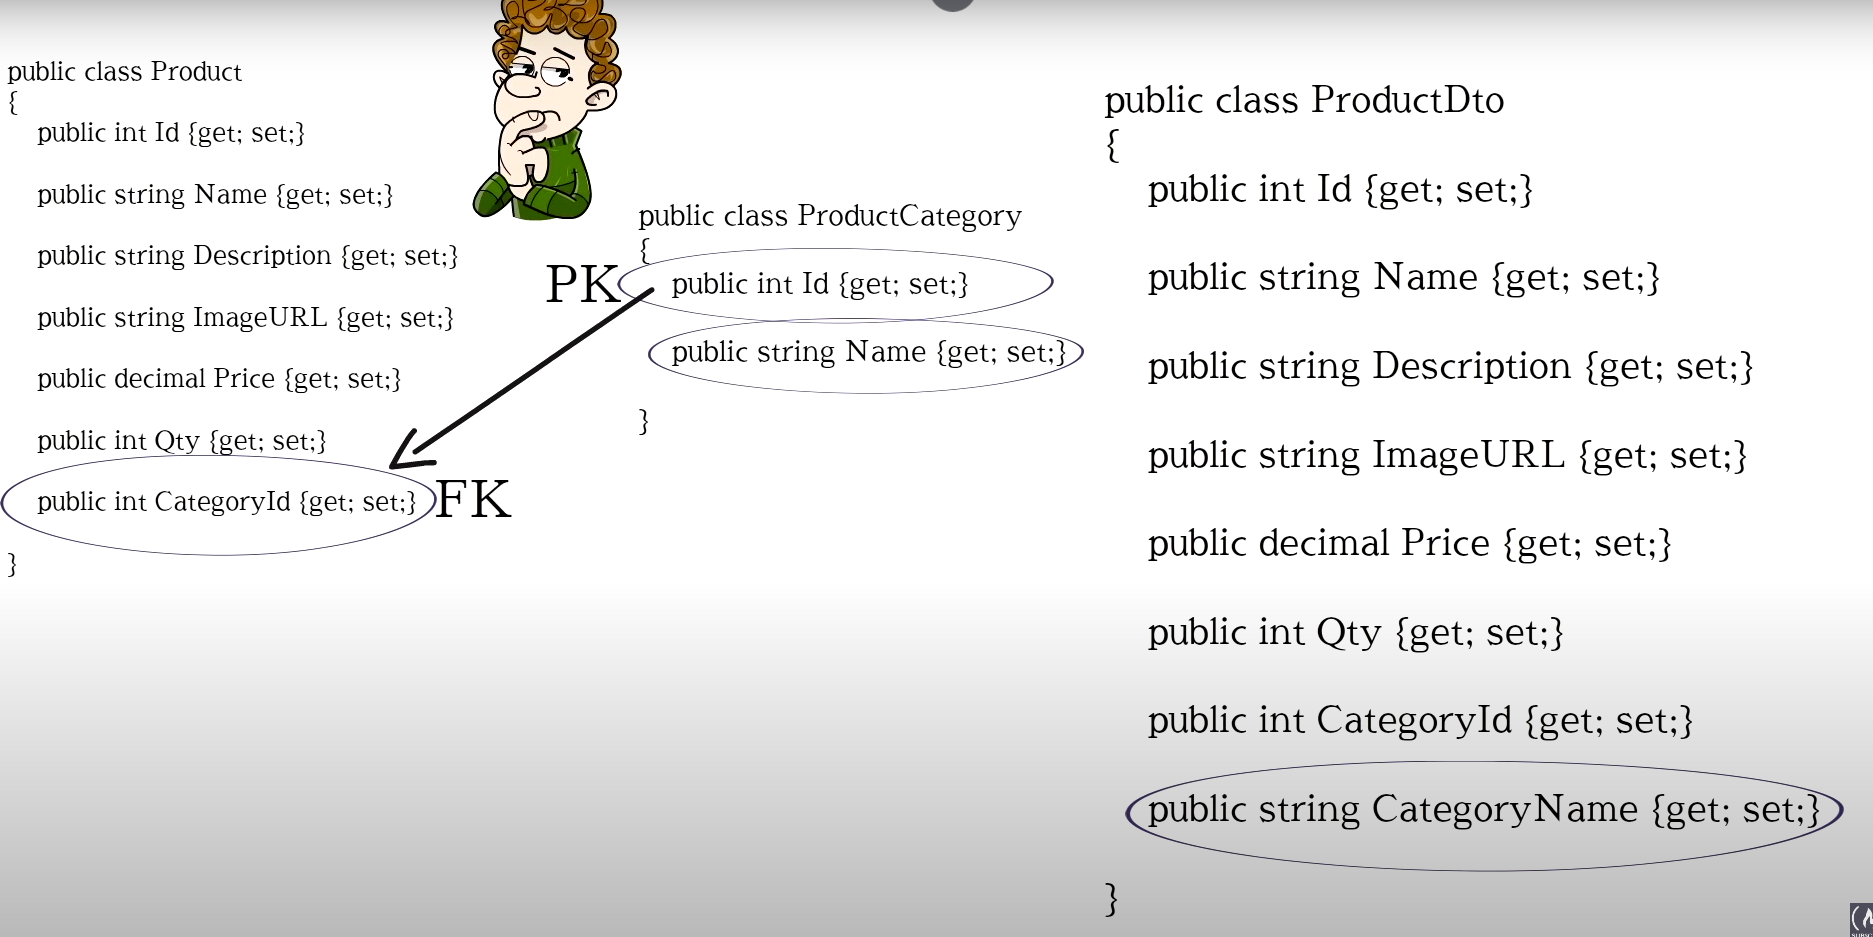 public class Product
{
public int Id {get; set;}
public string Name {get; set;}
public string Description {get; set;}
public string ImageURL {get; set;}
public decimal Price {get; set;}
public int Qty {get; set;}
public int CategoryId {get; set;}
FK
}
public class ProductCategory
{
PK
public int Id {get; set;}
public string Name {get; set;}
}
public class ProductDto
{
public int Id {get; set;}
public string Name {get; set;}
public string Description {get; set;}
public string ImageURL {get; set;}
public decimal Price {get; set;}
public int Qty {get; set;}
public int CategoryId {get; set;}
public string CategoryName {get; set;}
}